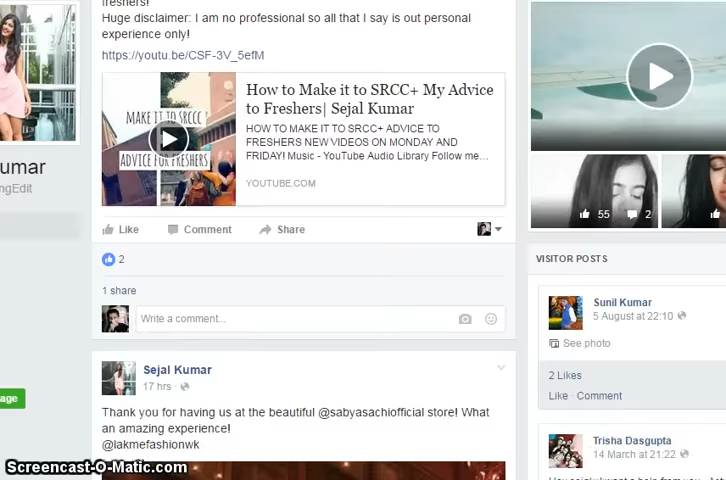 freshers!
Huge disclaimer: I am no professional so all that I say is out personal
experience only!
https://youtu.be/CSF-3V_5efM
MAKE IT TO SRCC
ADVICE FOR FRESHERS
How to Make it to SRCC+ My Advice
to Freshers| Sejal Kumar
HOW TO MAKE IT TO SRCC+ ADVICE TO
FRESHERS NEW VIDEOS ON MONDAY AND
FRIDAY! Music - YouTube Audio Library Follow me...
YOUTUBE.COM
Like Comment Share
2
1 share
Write a comment...
Sejal Kumar
17 hrs ·
Thank you for having us at the beautiful @sabyasachiofficial store! What
an amazing experience!
@lakmefashionwk
umar
ngEdit
age
55 2
VISITOR POSTS
Sunil Kumar
5 August at 22:10 ·
See photo
2 Likes
Like Comment
Trisha Dasgupta
14 March at 21:22 ·
Screencast-O-Matic.com